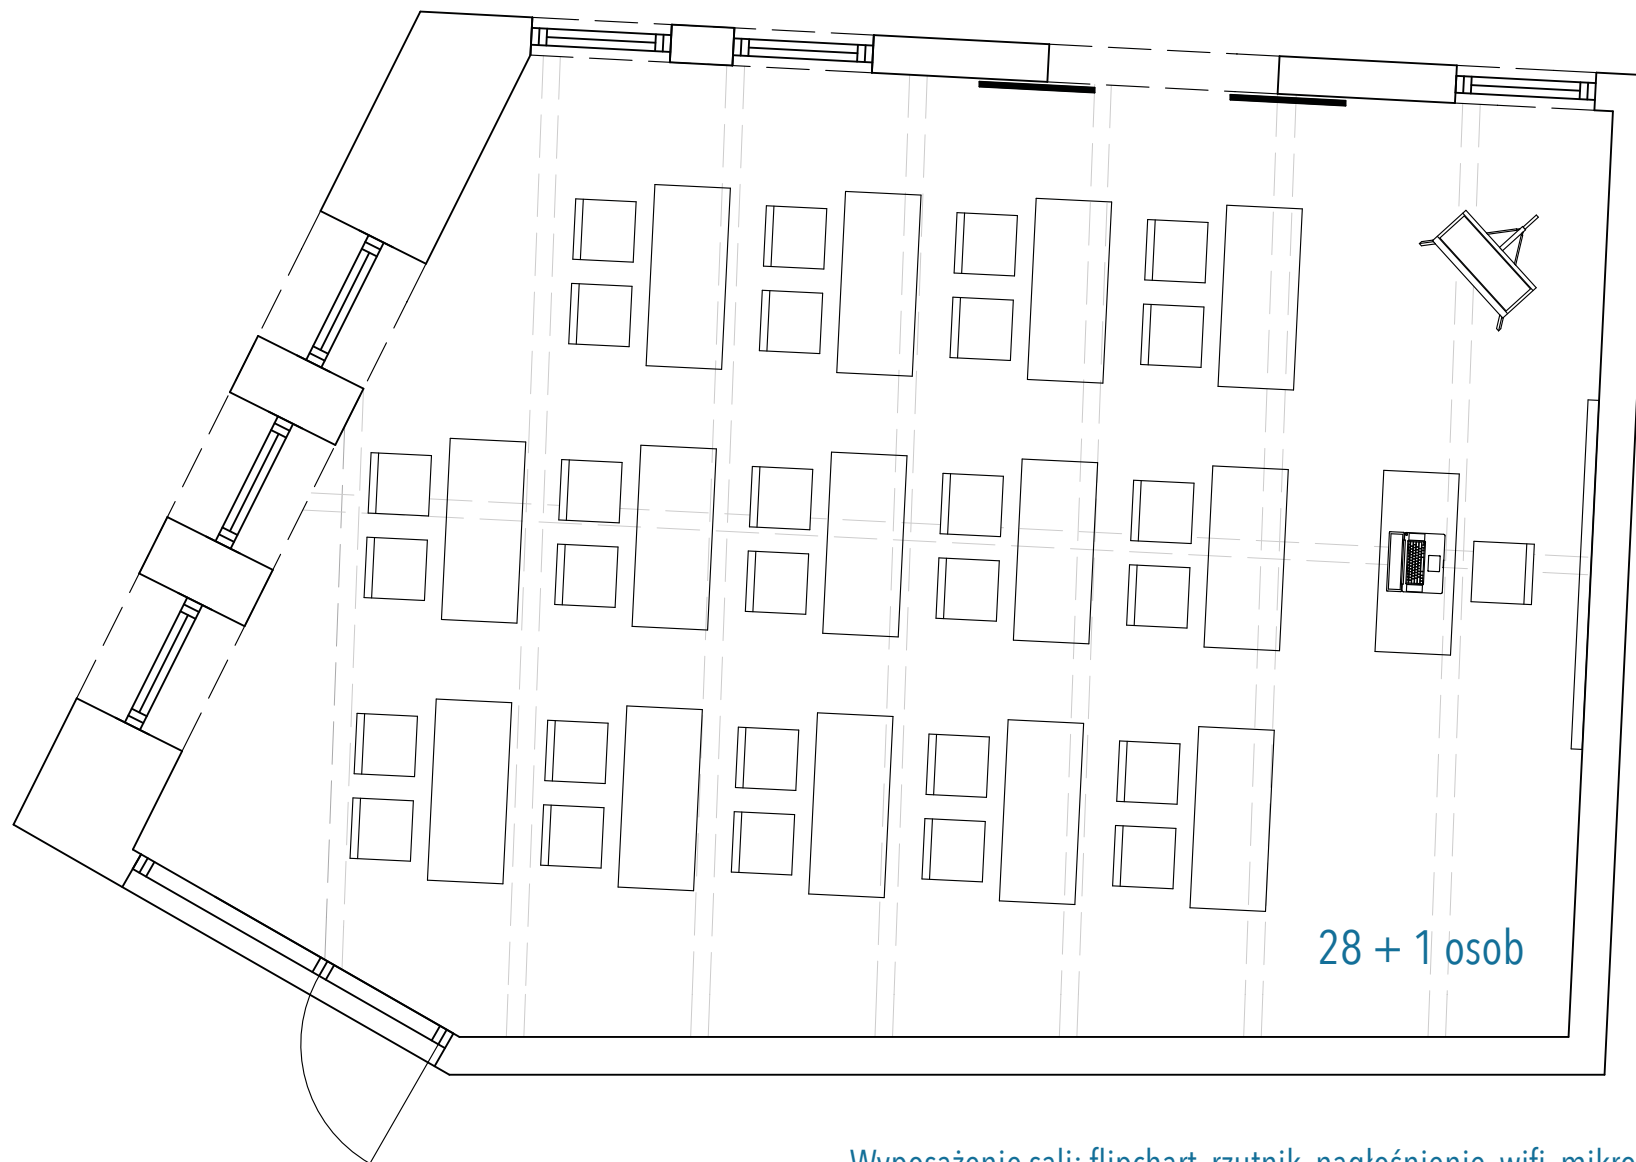 28 + 1 osob
Wyposażenie sali: flipchart, rzutnik, nagłośnienie, wifi, mikro